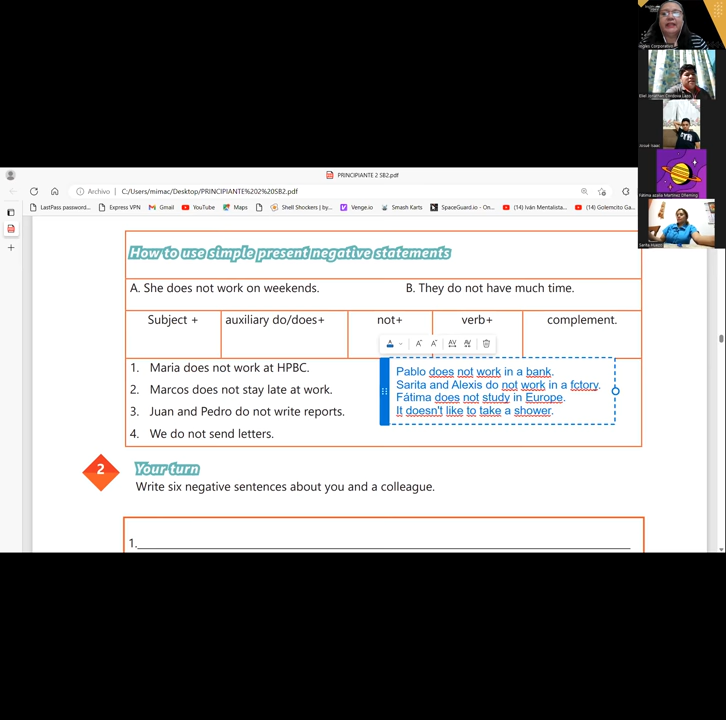 Ingles Corporativo
Josué Isaac
Fátima
Sarita
PRINCIPIANTE 2 SB2.pdf
Archivo | C:/Users/mimac/Desktop/PRINCIPIANTE%202%20SB2.pdf
LastPass password... Express VPN Gmail YouTube Maps Shell Shockers | by... Venge.io Smash Karts SpaceGuard.io - On... (14) Iván Mentalista... (14) Golemcito Ga...
How to use simple present negative statements
A. She does not work on weekends. B. They do not have much time.
Subject + auxiliary do/does+ not+ verb+ complement.
1. Maria does not work at HPBC.
2. Marcos does not stay late at work.
3. Juan and Pedro do not write reports.
4. We do not send letters.
Pablo does not work in a bank.
Sarita and Alexis do not work in a fctory.
Fátima does not study in Europe.
It doesn't like to take a shower.
2 Your turn
Write six negative sentences about you and a colleague.
1.